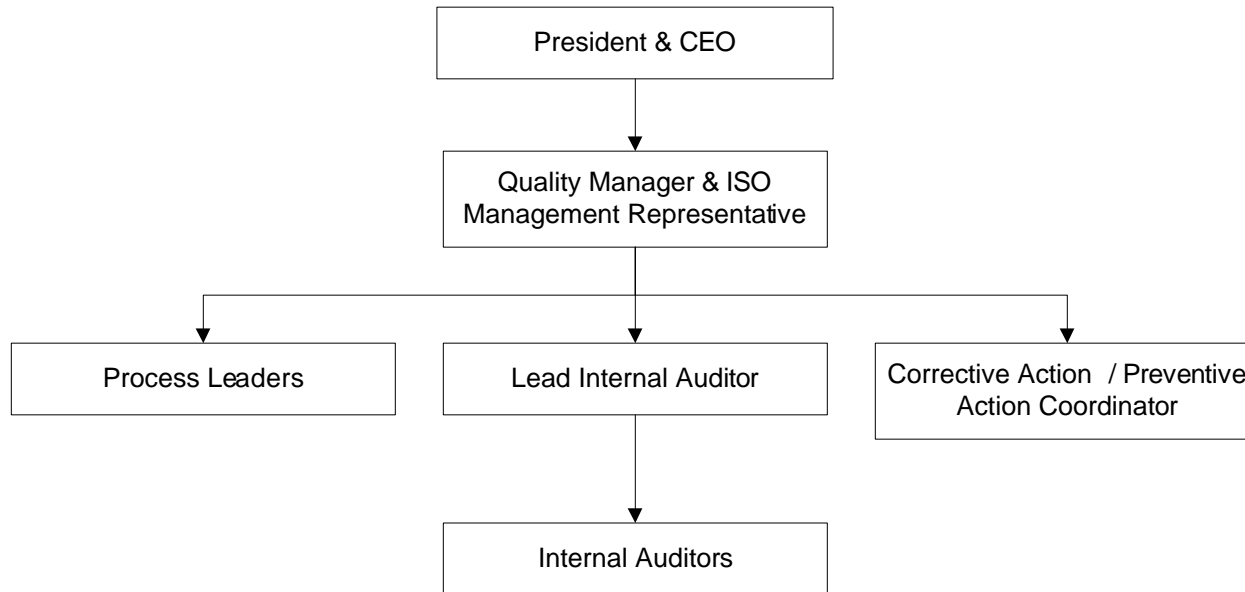 President & CEO
Quality Manager & ISO
Management Representative
Process Leaders
Lead Internal Auditor
Corrective Action / Preventive
Action Coordinator
Internal Auditors